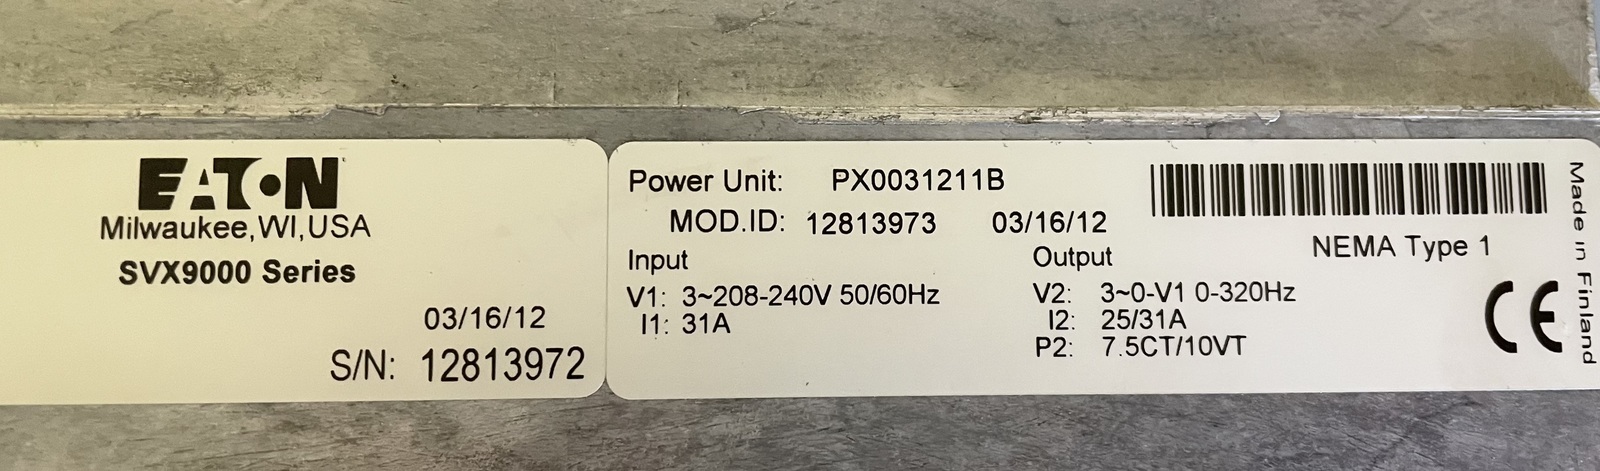 EATON
Milwaukee,WI,USA
SVX9000 Series
03/16/12
S/N: 12813972
Power Unit: PX0031211B
MOD.ID: 12813973 03/16/12
Input
V1: 3~208-240V 50/60Hz
I1: 31A
Output
V2: 3~0-V1 0-320Hz
I2: 25/31A
P2: 7.5CT/10VT
NEMA Type 1
CE
Made in Finland